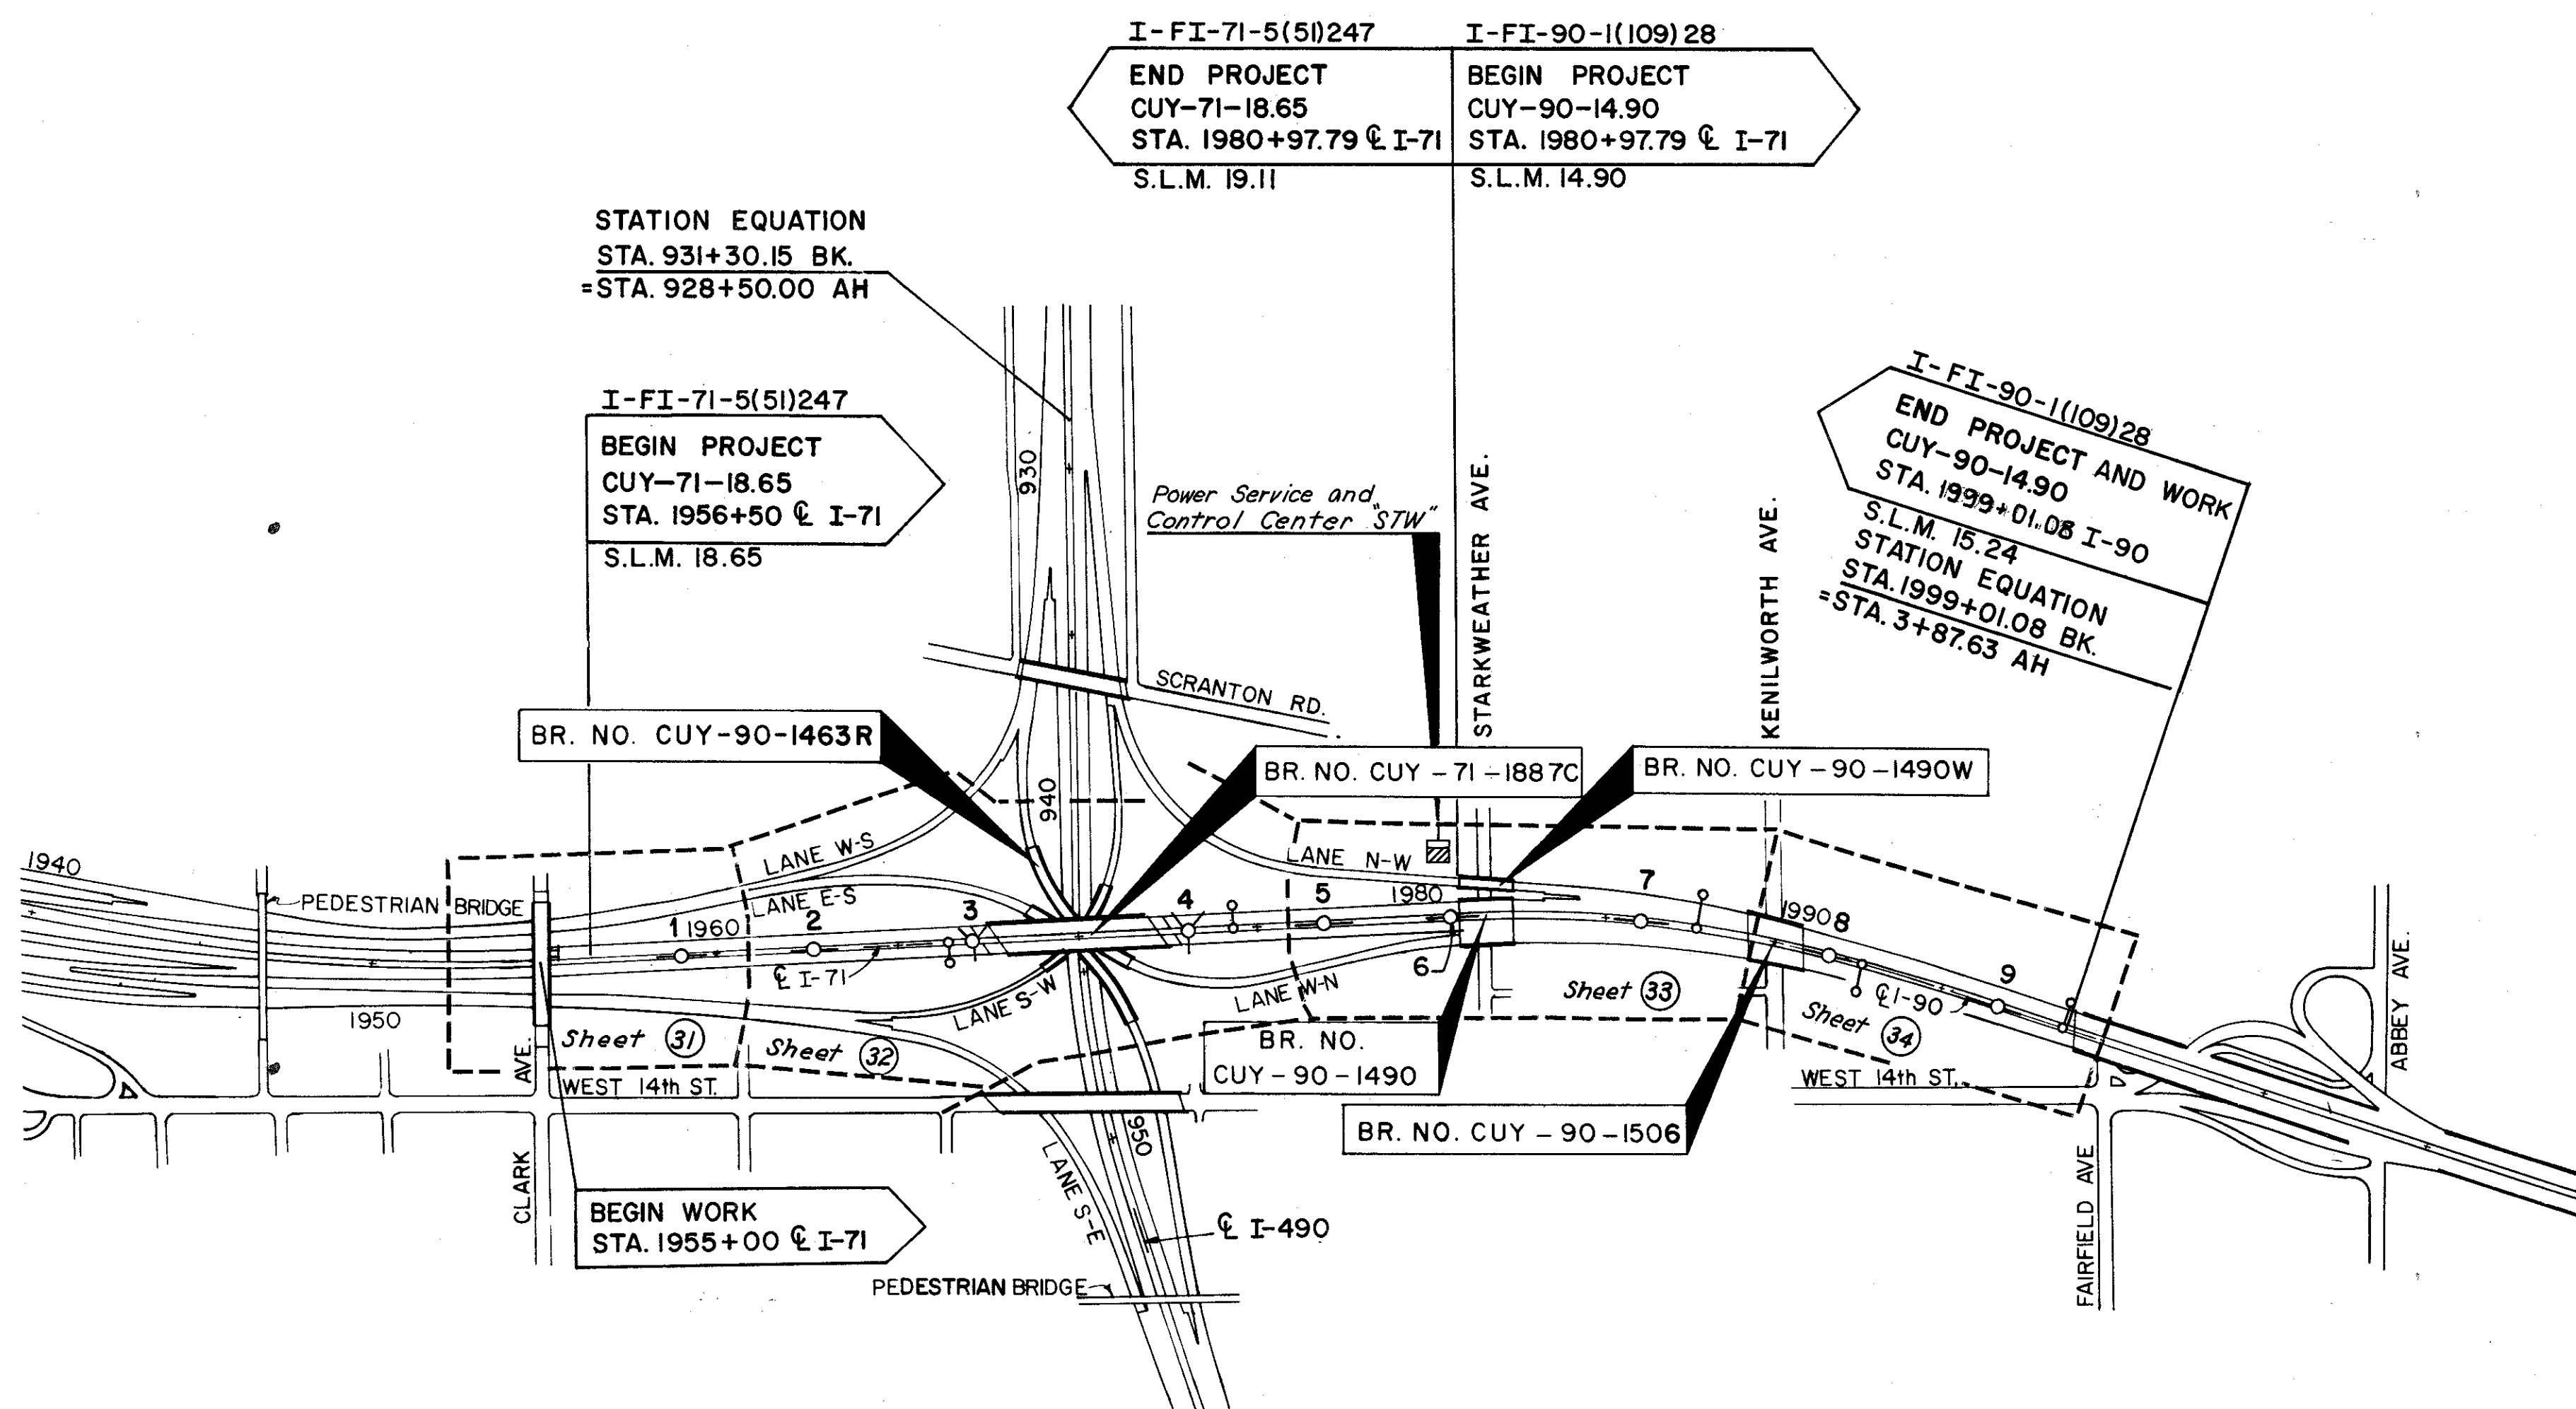 I-FI-71-5(51)247
I-FI-90-1(109)28
END PROJECT
CUY-71-18.65
STA. 1980+97.79 ℄ I-71
S.L.M. 19.11
BEGIN PROJECT
CUY-90-14.90
STA. 1980+97.79 ℄ I-71
S.L.M. 14.90
STATION EQUATION
STA. 931+30.15 BK.
=STA. 928+50.00 AH
I-FI-71-5(51)247
BEGIN PROJECT
CUY-71-18.65
STA. 1956+50 ℄ I-71
S.L.M. 18.65
I-FI-90-1(109)28
END PROJECT AND WORK
CUY-90-14.90
STA. 1999+01.08 I-90
S.L.M. 15.24
STATION EQUATION
STA. 1999+01.08 BK.
=STA. 3+87.63 AH
930
Power Service and
Control Center "STW"
STARKWEATHER AVE.
KENILWORTH AVE.
SCRANTON RD.
BR. NO. CUY-90-1463R
BR. NO. CUY-71-1887C
BR. NO. CUY-90-1490W
940
1940
PEDESTRIAN BRIDGE
LANE W-S
LANE E-S
LANE N-W
1 1960
2
3
4
5
1980
7
1990 8
9
6
℄ I-71
℄ I-90
1950
LANE S-W
LANE W-N
Sheet 31
Sheet 32
Sheet 33
Sheet 34
WEST 14th ST.
WEST 14th ST.
BR. NO.
CUY-90-1490
BR. NO. CUY-90-1506
CLARK AVE.
950
LANE S-E
BEGIN WORK
STA. 1955+00 ℄ I-71
℄ I-490
PEDESTRIAN BRIDGE
FAIRFIELD AVE
ABBEY AVE.